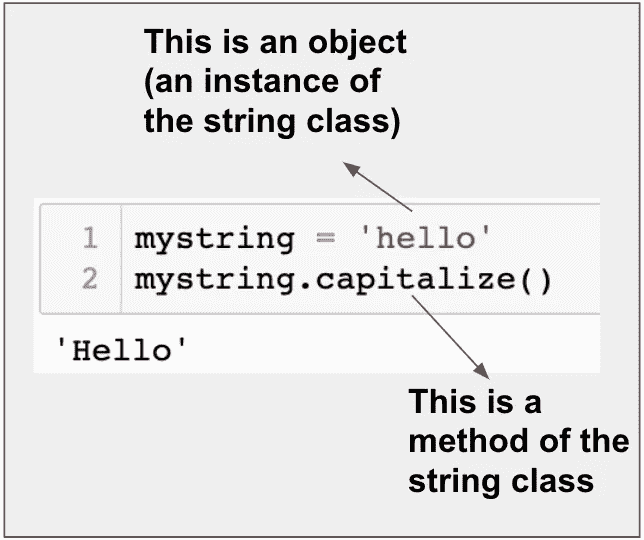 This is an object
(an instance of
the string class)
1 mystring = 'hello'
2 mystring.capitalize()
'Hello'
This is a
method of the
string class